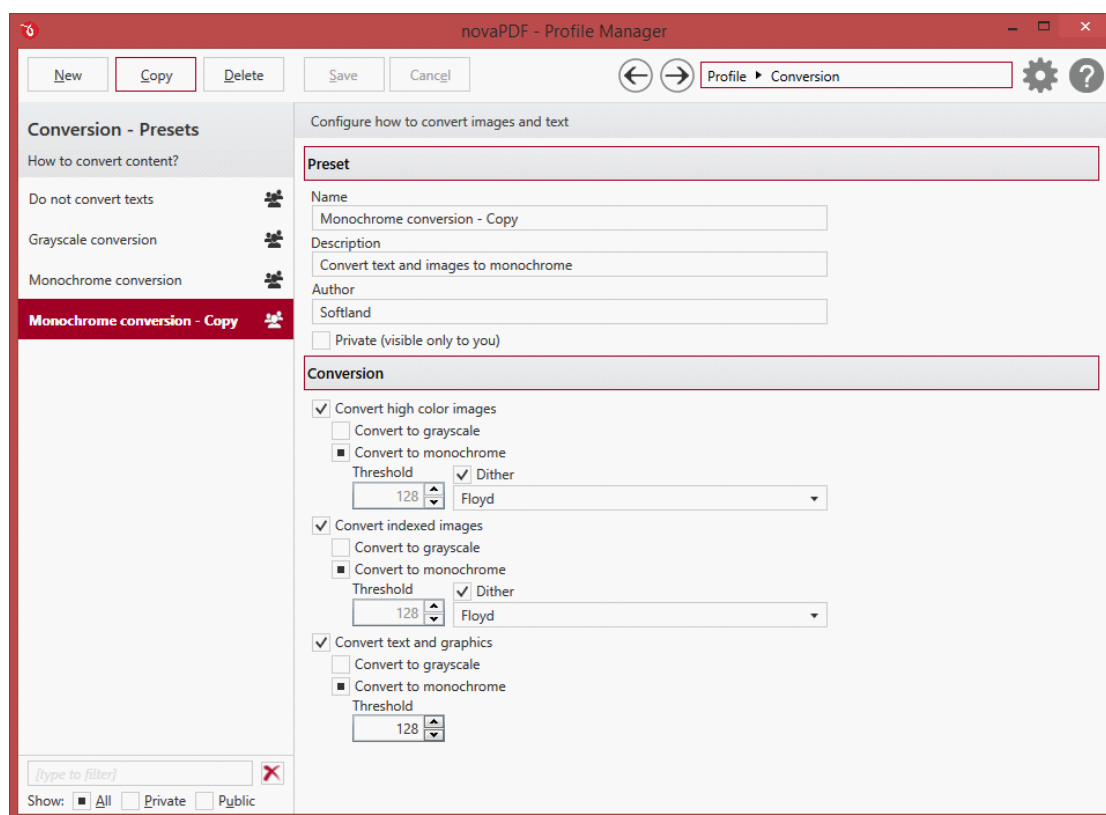 novaPDF - Profile Manager
New Copy Delete Save Cancel Profile Conversion ?
Conversion - Presets
How to convert content?
Do not convert texts
Grayscale conversion
Monochrome conversion
Monochrome conversion - Copy
[type to filter]
Show: All Private Public
Configure how to convert images and text
Preset
Name
Monochrome conversion - Copy
Description
Convert text and images to monochrome
Author
Softland
Private (visible only to you)
Conversion
Convert high color images
Convert to grayscale
Convert to monochrome
Threshold Dither
128 Floyd
Convert indexed images
Convert to grayscale
Convert to monochrome
Threshold Dither
128 Floyd
Convert text and graphics
Convert to grayscale
Convert to monochrome
Threshold
128